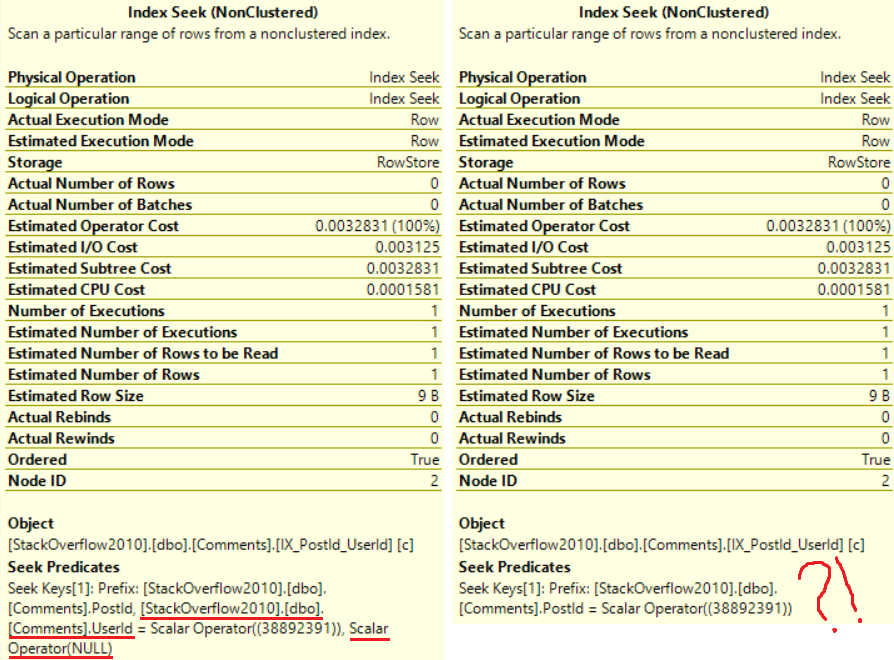 Index Seek (NonClustered)
Scan a particular range of rows from a nonclustered index.
Physical Operation Index Seek
Logical Operation Index Seek
Actual Execution Mode Row
Estimated Execution Mode Row
Storage RowStore
Actual Number of Rows 0
Actual Number of Batches 0
Estimated Operator Cost 0.0032831 (100%)
Estimated I/O Cost 0.003125
Estimated Subtree Cost 0.0032831
Estimated CPU Cost 0.0001581
Number of Executions 1
Estimated Number of Executions 1
Estimated Number of Rows to be Read 1
Estimated Number of Rows 1
Estimated Row Size 9 B
Actual Rebinds 0
Actual Rewinds 0
Ordered True
Node ID 2
Object
[StackOverflow2010].[dbo].[Comments].[IX_PostId_UserId] [c]
Seek Predicates
Seek Keys[1]: Prefix: [StackOverflow2010].[dbo].
[Comments].PostId, [StackOverflow2010].[dbo].
[Comments].UserId = Scalar Operator((38892391)), Scalar
Operator(NULL)
Index Seek (NonClustered)
Scan a particular range of rows from a nonclustered index.
Physical Operation Index Seek
Logical Operation Index Seek
Actual Execution Mode Row
Estimated Execution Mode Row
Storage RowStore
Actual Number of Rows 0
Actual Number of Batches 0
Estimated Operator Cost 0.0032831 (100%)
Estimated I/O Cost 0.003125
Estimated Subtree Cost 0.0032831
Estimated CPU Cost 0.0001581
Number of Executions 1
Estimated Number of Executions 1
Estimated Number of Rows to be Read 1
Estimated Number of Rows 1
Estimated Row Size 9 B
Actual Rebinds 0
Actual Rewinds 0
Ordered True
Node ID 2
Object
[StackOverflow2010].[dbo].[Comments].[IX_PostId_UserId] [c]
Seek Predicates
Seek Keys[1]: Prefix: [StackOverflow2010].[dbo].
[Comments].PostId = Scalar Operator((38892391))
?!